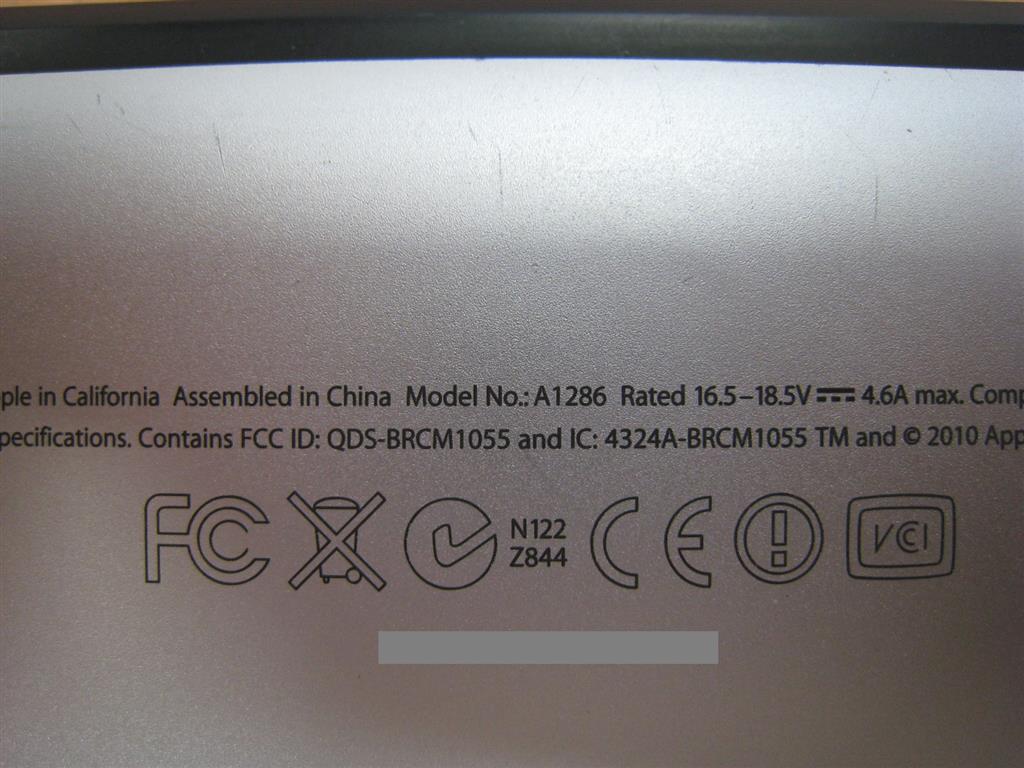 ple in California Assembled in China Model No.: A1286 Rated 16.5–18.5V⎓4.6A max. Comp
pecifications. Contains FCC ID: QDS-BRCM1055 and IC: 4324A-BRCM1055 TM and © 2010 App
FC N122 CE VCCI
Z844